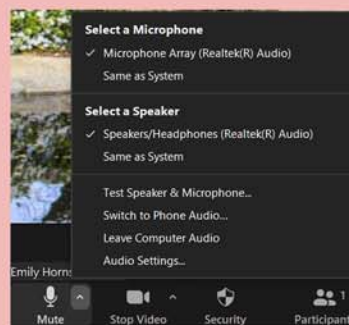 Select a Microphone
✓ Microphone Array (Realtek(R) Audio)
Same as System
Select a Speaker
✓ Speakers/Headphones (Realtek(R) Audio)
Same as System
Test Speaker & Microphone...
Switch to Phone Audio...
Leave Computer Audio
Audio Settings...
Emily Horns
1
Mute
Stop Video
Security
Participant